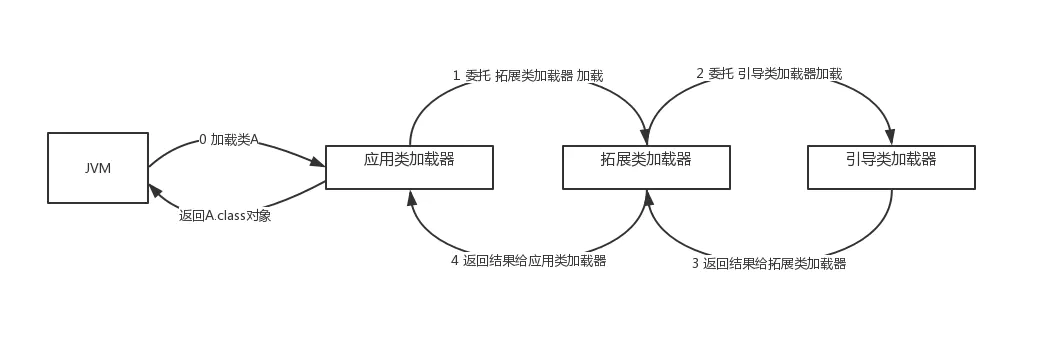 1 委托 拓展类加载器 加载
2 委托 引导类加载器加载
0 加载类A
JVM
应用类加载器
拓展类加载器
引导类加载器
返回A.class对象
4 返回结果给应用类加载器
3 返回结果给拓展类加载器